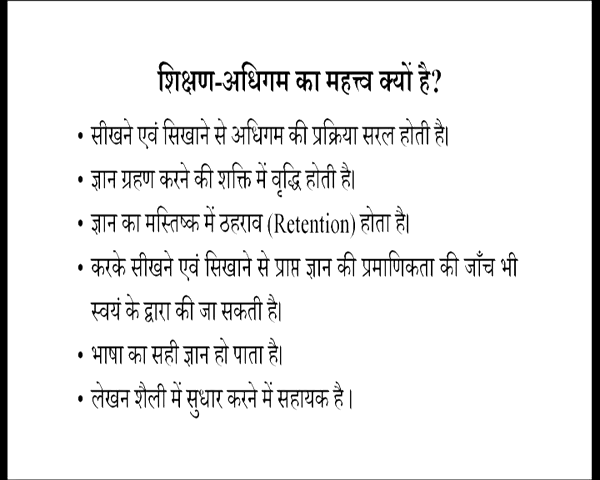 शिक्षण-अधिगम का महत्त्व क्यों है?
• सीखने एवं सिखाने से अधिगम की प्रक्रिया सरल होती है।
• ज्ञान ग्रहण करने की शक्ति में वृद्धि होती है।
• ज्ञान का मस्तिष्क में ठहराव (Retention) होता है।
• करके सीखने एवं सिखाने से प्राप्त ज्ञान की प्रमाणिकता की जाँच भी
स्वयं के द्वारा की जा सकती है।
• भाषा का सही ज्ञान हो पाता है।
• लेखन शैली में सुधार करने में सहायक है ।